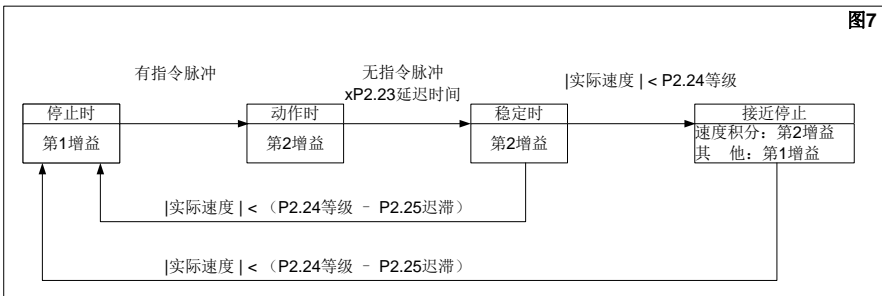 图7
有指令脉冲
无指令脉冲
xP2.23延迟时间
|实际速度 | < P2.24等级
停止时
第1增益
动作时
第2增益
稳定时
第2增益
接近停止
速度积分：第2增益
其 他：第1增益
|实际速度 | < （P2.24等级 - P2.25迟滞）
|实际速度 | < （P2.24等级 - P2.25迟滞）